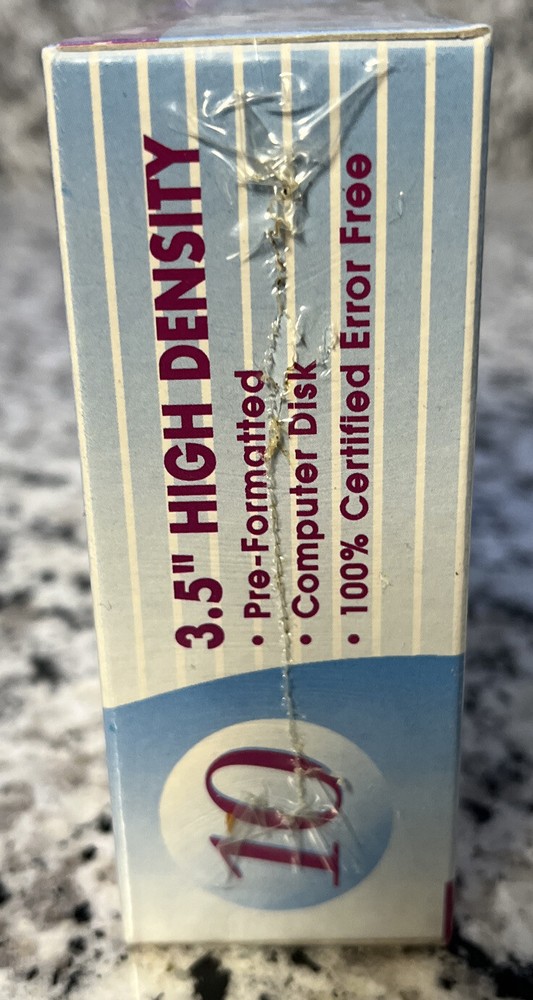 3.5" HIGH DENSITY
• Pre-Formatted
• Computer Disk
• 100% Certified Error Free
10